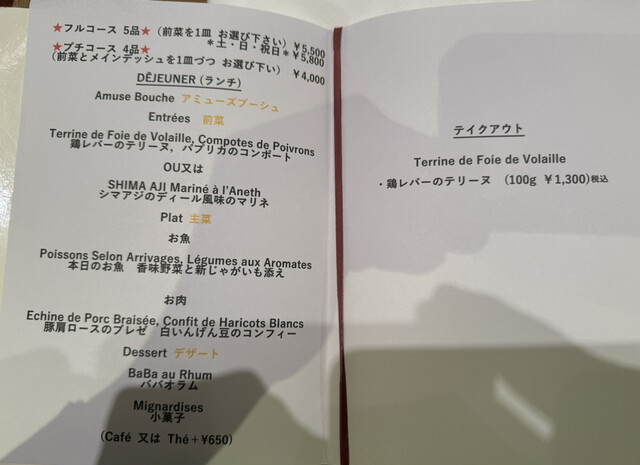 ★フルコース 5品★ (前菜を1皿 お選び下さい) ￥5,500
＊土・日・祝日＊￥5,800
★プチコース 4品★
(前菜とメインデッシュを1皿づつ お選び下い) ￥4,000
DÊJEUNER (ランチ)
Amuse Bouche アミューズブーシュ
Entrées 前菜
Terrine de Foie de Volaille, Compotes de Poivrons
鶏レバーのテリーヌ, パプリカのコンポート
OU又は
SHIMA AJI Mariné à l'Aneth
シマアジのディール風味のマリネ
Plat 主菜
お魚
Poissons Selon Arrivages, Légumes aux Aromates
本日のお魚 香味野菜と新じゃがいも添え
お肉
Echine de Porc Braisée, Confit de Haricots Blancs
豚肩ロースのブレゼ 白いんげん豆のコンフィー
Dessert デザート
BaBa au Rhum
ババオラム
Mignardises
小菓子
(Café 又は Thé＋¥650)
テイクアウト
Terrine de Foie de Volaille
・鶏レバーのテリーヌ (100g ￥1,300)税込